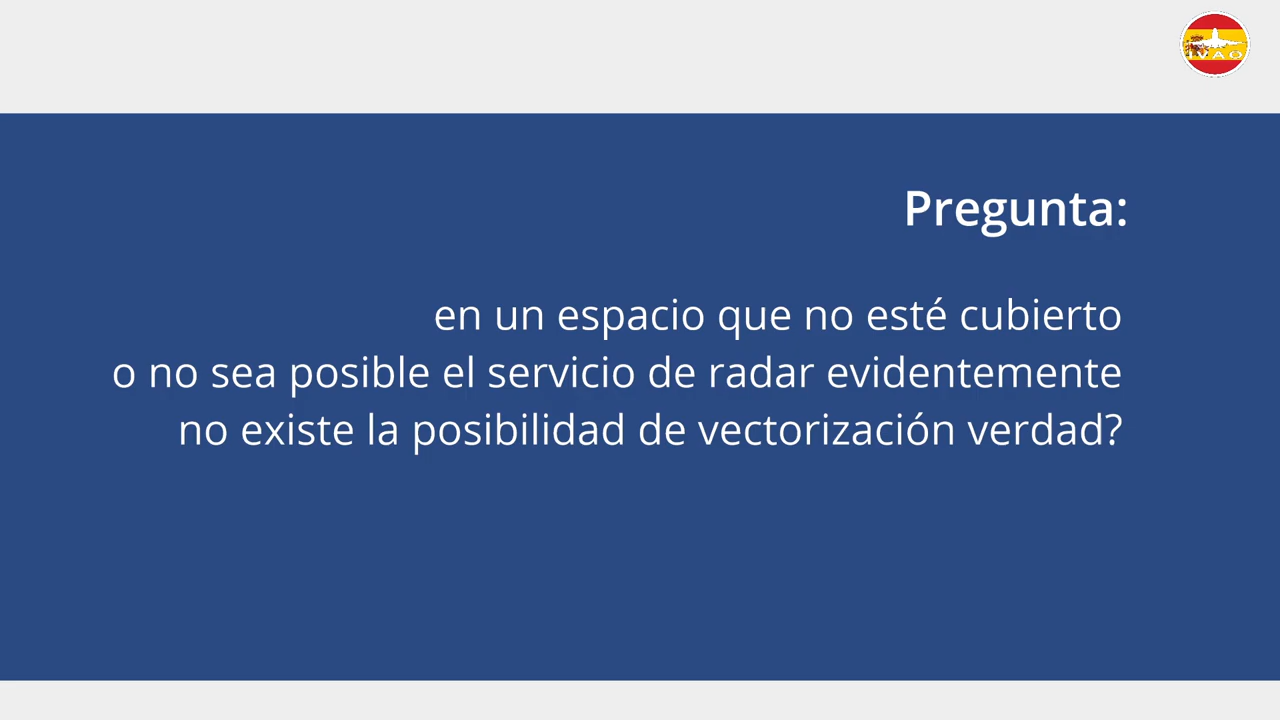 IVAO
Pregunta:
en un espacio que no esté cubierto
o no sea posible el servicio de radar evidentemente
no existe la posibilidad de vectorización verdad?